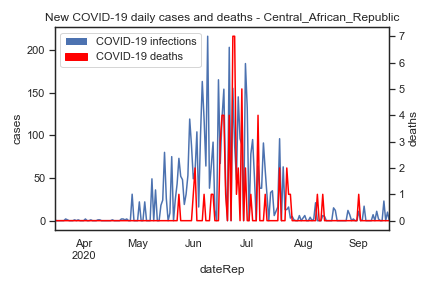 New COVID-19 daily cases and deaths - Central_African_Republic
COVID-19 infections
COVID-19 deaths
200
150
100
50
0
cases
7
6
5
4
3
2
1
0
deaths
Apr
2020
May
Jun
Jul
Aug
Sep
dateRep